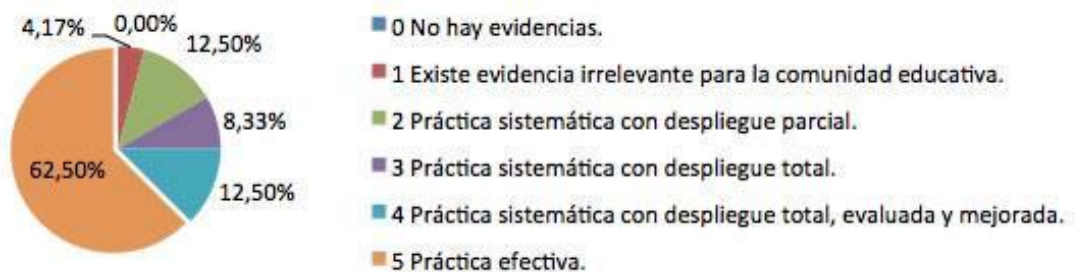 4,17% 0,00%
12,50%
8,33%
12,50%
62,50%
0 No hay evidencias.
1 Existe evidencia irrelevante para la comunidad educativa.
2 Práctica sistemática con despliegue parcial.
3 Práctica sistemática con despliegue total.
4 Práctica sistemática con despliegue total, evaluada y mejorada.
5 Práctica efectiva.